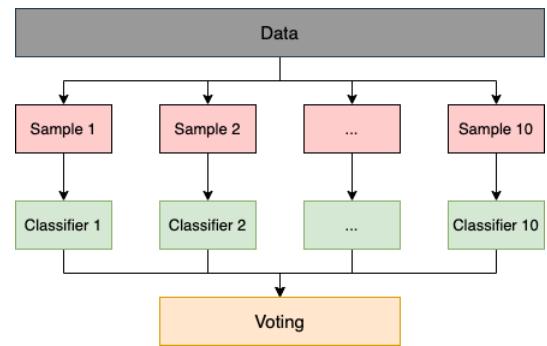 Data
Sample 1
Sample 2
...
Sample 10
Classifier 1
Classifier 2
...
Classifier 10
Voting